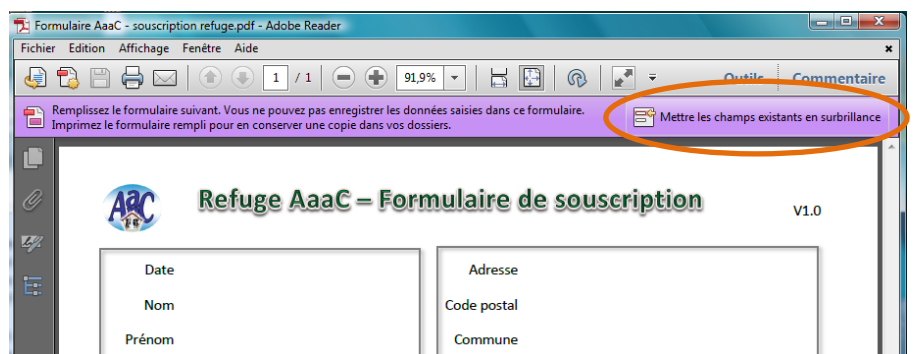 Formulaire AaaC - souscription refuge.pdf - Adobe Reader
Fichier Edition Affichage Fenêtre Aide
1 / 1 91,9% Outils Commentaire
Remplissez le formulaire suivant. Vous ne pouvez pas enregistrer les données saisies dans ce formulaire.
Imprimez le formulaire rempli pour en conserver une copie dans vos dossiers.
Mettre les champs existants en surbrillance
AaC
Refuge AaaC – Formulaire de souscription
V1.0
Date
Adresse
Nom
Code postal
Prénom
Commune